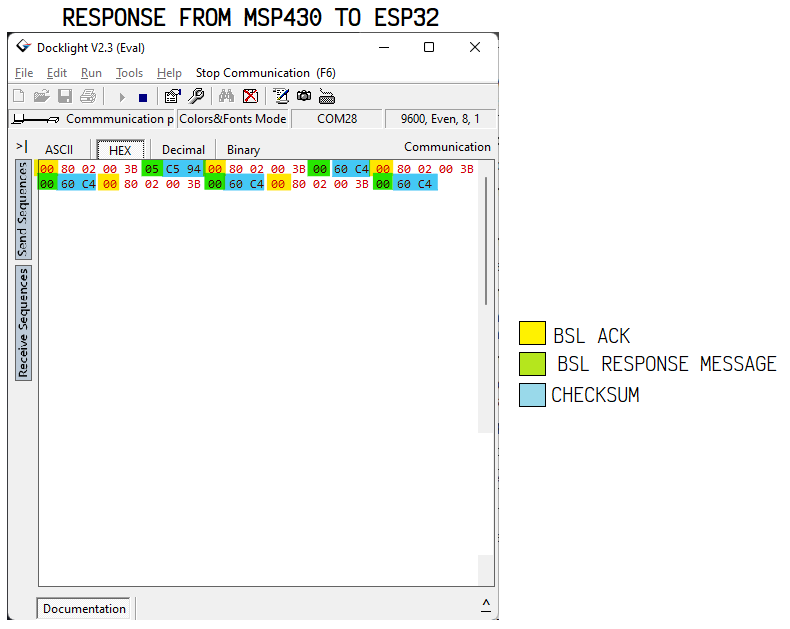 RESPONSE FROM MSP430 TO ESP32
Docklight V2.3 (Eval)
File Edit Run Tools Help Stop Communication (F6)
Commmunication p Colors&Fonts Mode COM28 9600, Even, 8, 1
ASCII HEX Decimal Binary Communication
00 80 02 00 3B 05 C5 94 00 80 02 00 3B 00 60 C4 00 80 02 00 3B
00 60 C4 00 80 02 00 3B 00 60 C4 00 80 02 00 3B 00 60 C4
Send Sequences
Receive Sequences
BSL ACK
BSL RESPONSE MESSAGE
CHECKSUM
Documentation